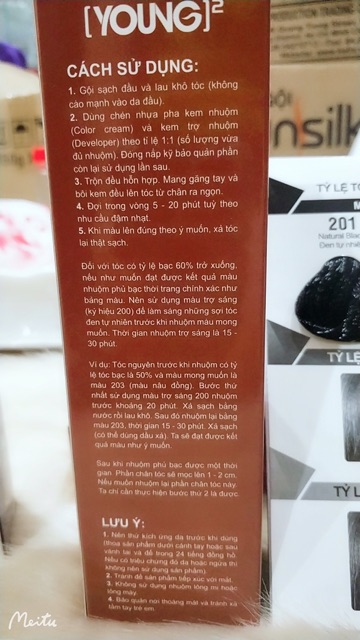 [YOUNG]²
CÁCH SỬ DỤNG:
1. Gội sạch đầu và lau khô tóc (không
cào mạnh vào da đầu).
2. Dùng chén nhựa pha kem nhuộm
(Color cream) và kem trợ nhuộm
(Developer) theo tỉ lệ 1:1 (số lượng vừa
đủ nhuộm). Đóng nắp kỹ bảo quản phần
còn lại sử dụng lần sau.
3. Trộn đều hỗn hợp. Mang găng tay và
bôi kem đều lên tóc từ chân ra ngọn.
4. Đợi trong vòng 5 - 20 phút tuỳ theo
nhu cầu đậm nhạt.
5. Khi màu lên đúng theo ý muốn, xả tóc
lại thật sạch.
Đối với tóc có tỷ lệ bạc 60% trở xuống,
nếu như muốn đạt được kết quả màu
nhuộm phủ bạc thời trang chính xác như
bảng màu. Nên sử dụng màu trợ sáng
(ký hiệu 200) để làm sáng những sợi tóc
đen tự nhiên trước khi nhuộm màu mong
muốn. Thời gian nhuộm trợ sáng là 15 -
30 phút.
Ví dụ: Tóc nguyên trước khi nhuộm có tỷ
lệ tóc bạc là 50% và màu mong muốn là
màu 203 (màu nâu đồng). Bước thứ
nhất sử dụng màu trợ sáng 200 nhuộm
trước khoảng 20 phút. Xả sạch bằng
nước rồi lau khô. Sau đó nhuộm lại bằng
màu 203, thời gian 15 - 30 phút. Xả sạch
(có thể dùng dầu xả). Ta sẽ đạt được kết
quả màu như ý muốn.
Sau khi nhuộm phủ bạc được một thời
gian. Phần chân tóc sẽ mọc lên 1 - 2 cm.
Nếu muốn nhuộm lại phần chân tóc này.
Ta chỉ cần thực hiện bước thứ 2 là được.
LƯU Ý:
1. Nên thử kích ứng da trước khi dùng
(thoa sản phẩm dưới cánh tay hoặc sau
vành tai và để trong 24 tiếng đồng hồ.
Nếu có triệu chứng đỏ da hoặc ngứa thì
không nên sử dụng sản phẩm).
2. Tránh để sản phẩm tiếp xúc với mắt.
3. Không sử dụng nhuộm lông mi hoặc
lông mày.
4. Bảo quản nơi thoáng mát và tránh xa
tầm tay trẻ em.
nsilk
TỶ LỆ T
201
Natural Blac
Đen tự nhiê
TỶ LỆ
TỶ L
Meitu